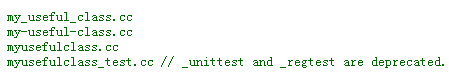 my_useful_class.cc
my-useful-class.cc
myusefulclass.cc
myusefulclass_test.cc // _unittest and _regtest are deprecated.